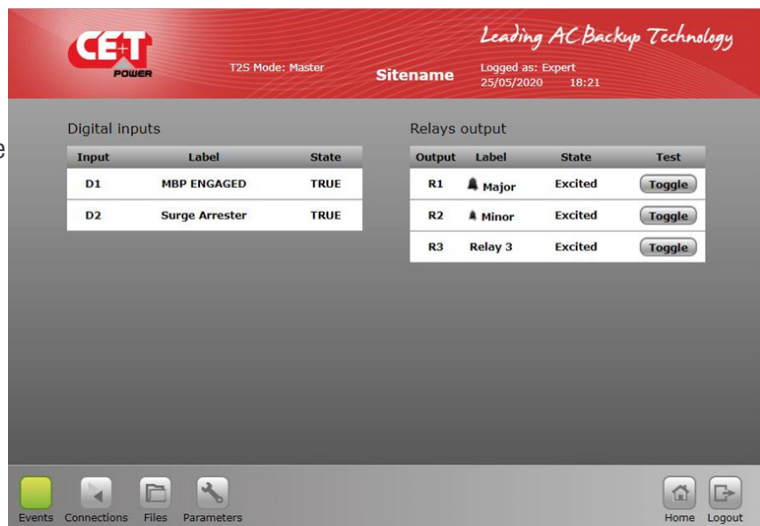 CE+T
POWER
Leading AC Backup Technology
T2S Mode: Master
Sitename
Logged as: Expert
25/05/2020 18:21
e
Digital inputs
Input Label State
D1 MBP ENGAGED TRUE
D2 Surge Arrester TRUE
Relays output
Output Label State Test
R1 Major Excited Toggle
R2 Minor Excited Toggle
R3 Relay 3 Excited Toggle
Events Connections Files Parameters Home Logout